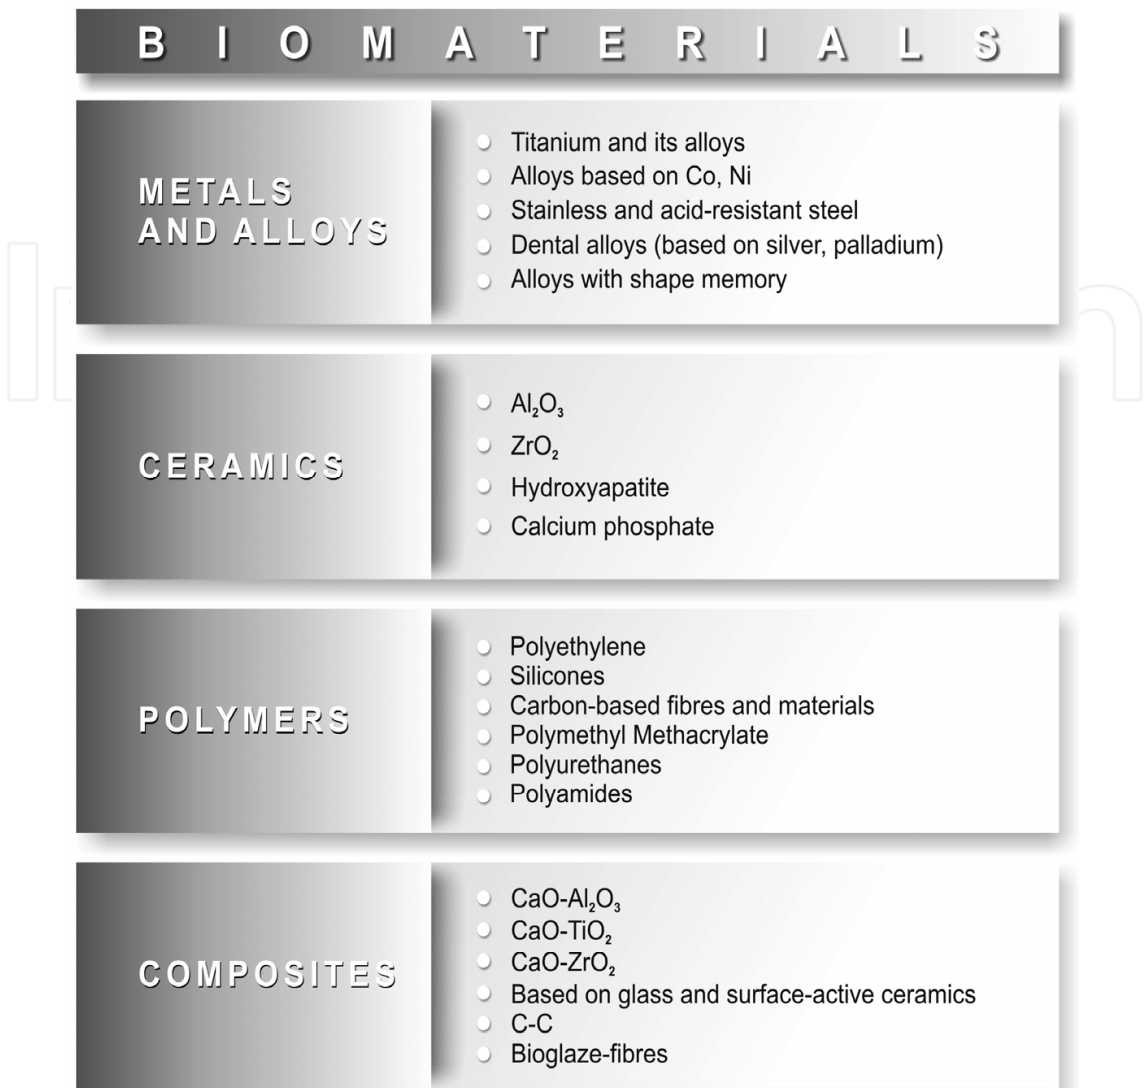 BIOMATERIALS
METALS
AND ALLOYS
Titanium and its alloys
Alloys based on Co, Ni
Stainless and acid-resistant steel
Dental alloys (based on silver, palladium)
Alloys with shape memory
CERAMICS
Al₂O₃
ZrO₂
Hydroxyapatite
Calcium phosphate
POLYMERS
Polyethylene
Silicones
Carbon-based fibres and materials
Polymethyl Methacrylate
Polyurethanes
Polyamides
COMPOSITES
CaO-Al₂O₃
CaO-TiO₂
CaO-ZrO₂
Based on glass and surface-active ceramics
C-C
Bioglaze-fibres